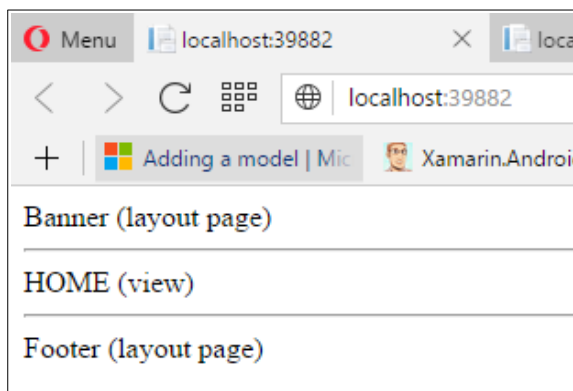 Menu localhost:39882 loca
localhost:39882
Adding a model | Mic Xamarin.Androi
Banner (layout page)
HOME (view)
Footer (layout page)